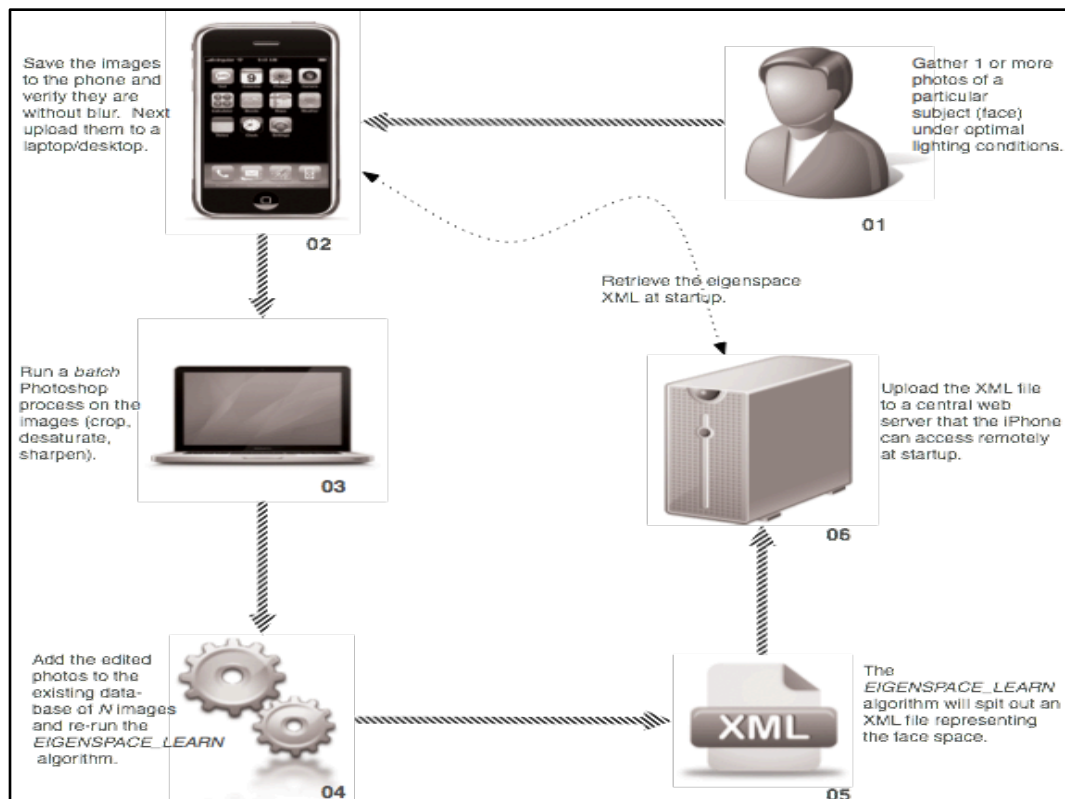 Gather 1 or more
photos of a
particular
subject (face)
under optimal
lighting conditions.
01
Save the images
to the phone and
verify they are
without blur. Next
upload them to a
laptop/desktop.
02
Run a batch
Photoshop
process on the
images (crop,
desaturate,
sharpen).
03
Add the edited
photos to the
existing data-
base of N images
and re-run the
EIGENSPACE_LEARN
algorithm.
04
The
EIGENSPACE_LEARN
algorithm will spit out an
XML file representing
the face space.
XML
05
Upload the XML file
to a central web
server that the iPhone
can access remotely
at startup.
06
Retrieve the eigenspace
XML at startup.